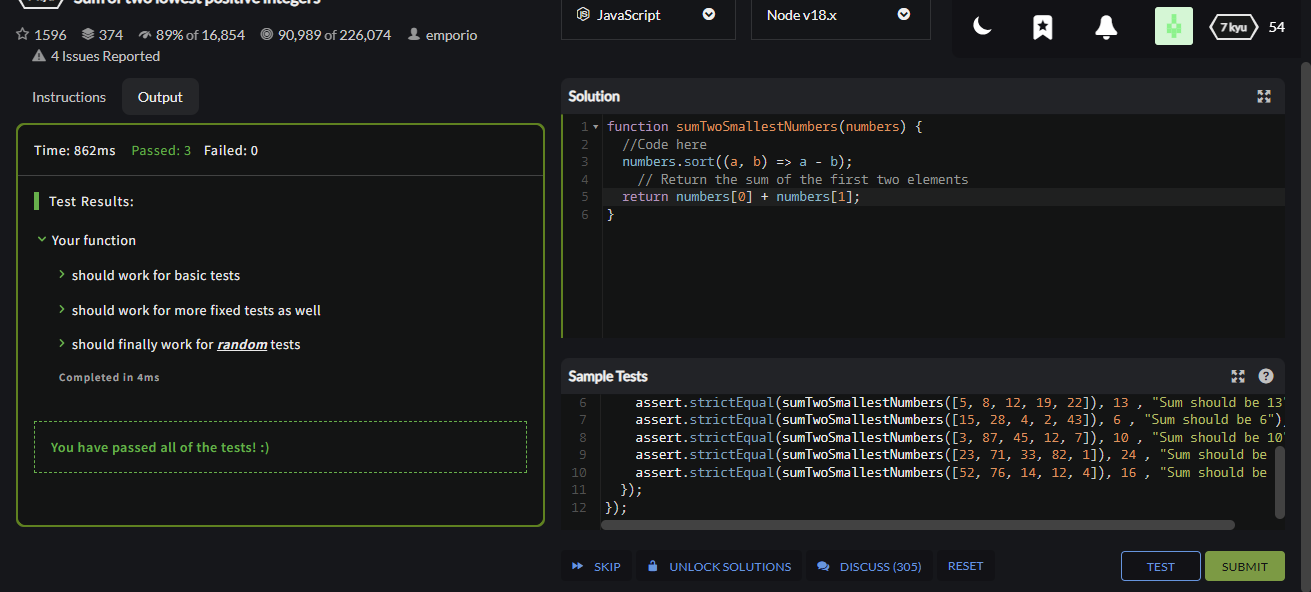 Sum of two lowest positive integers
1596 374 89% of 16,854 90,989 of 226,074 emporio
4 Issues Reported
JavaScript
Node v18.x
7 kyu 54
Instructions Output
Time: 862ms Passed: 3 Failed: 0
Test Results:
Your function
should work for basic tests
should work for more fixed tests as well
should finally work for random tests
Completed in 4ms
You have passed all of the tests! :)
Solution
1 function sumTwoSmallestNumbers(numbers) {
2 //Code here
3 numbers.sort((a, b) => a - b);
4 // Return the sum of the first two elements
5 return numbers[0] + numbers[1];
6 }
Sample Tests
6 assert.strictEqual(sumTwoSmallestNumbers([5, 8, 12, 19, 22]), 13 , "Sum should be 13"
7 assert.strictEqual(sumTwoSmallestNumbers([15, 28, 4, 2, 43]), 6 , "Sum should be 6")
8 assert.strictEqual(sumTwoSmallestNumbers([3, 87, 45, 12, 7]), 10 , "Sum should be 10
9 assert.strictEqual(sumTwoSmallestNumbers([23, 71, 33, 82, 1]), 24 , "Sum should be
10 assert.strictEqual(sumTwoSmallestNumbers([52, 76, 14, 12, 4]), 16 , "Sum should be
11 });
12 });
SKIP UNLOCK SOLUTIONS DISCUSS (305) RESET TEST SUBMIT